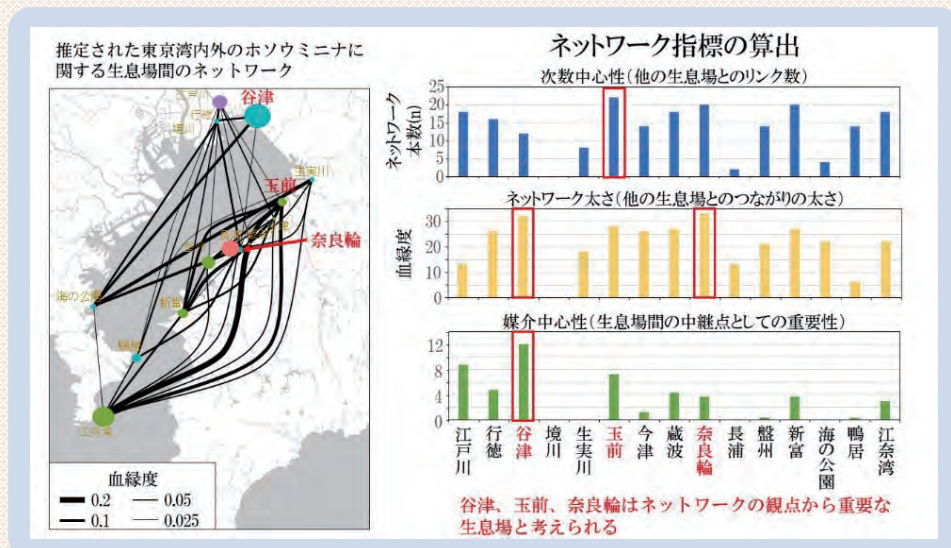 推定された東京湾内外のホソウミニナに
関する生息場間のネットワーク
谷津
行徳
境川
生実川
玉前
奈良輪
海の公園
新富
血縁度
0.2
0.05
0.1
0.025
ネットワーク指標の算出
次数中心性(他の生息場とのリンク数)
ネットワーク
本数(n)
25
20
15
10
5
0
ネットワーク太さ(他の生息場とのつながりの太さ)
血縁度
30
20
10
0
媒介中心性(生息場間の中継点としての重要性)
12
8
4
0
江戸川
行徳
谷津
境川
生実川
玉前
今津
蔵波
奈良輪
長浦
盤州
新富
海の公園
鴨居
江奈湾
谷津、玉前、奈良輪はネットワークの観点から重要な
生息場と考えられる